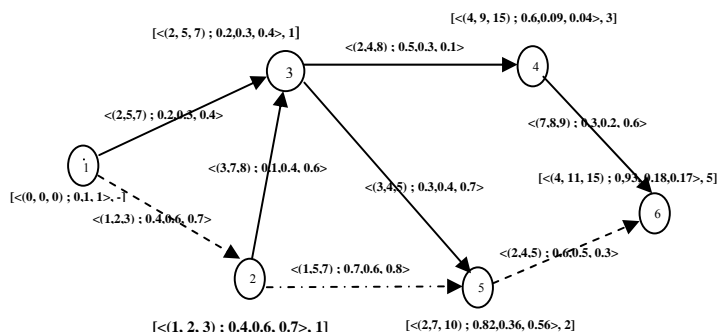 [<(4, 9, 15) ; 0.6,0.09, 0.04>, 3]
[<(2, 5, 7) ; 0.2,0.3, 0.4>, 1]
<(2,4,8) ; 0.5,0.3, 0.1>
3
4
<(2,5,7) ; 0.2,0.3, 0.4>
<(7,8,9) ; 0.3,0.2, 0.6>
1
<(3,7,8) ; 0.1,0.4, 0.6>
<(3,4,5) ; 0.3,0.4, 0.7>
[<(4, 11, 15) ; 0,93,0.18,0.17>, 5]
[<(0, 0, 0) ; 0,1, 1>, -]
<(1,2,3) ; 0.4,0.6, 0.7>
6
<(2,4,5) ; 0.6,0.5, 0.3>
<(1,5,7) ; 0.7,0.6, 0.8>
2
5
[<(1, 2, 3) ; 0.4,0.6, 0.7>, 1]
[<(2,7, 10) ; 0.82,0.36, 0.56>, 2]